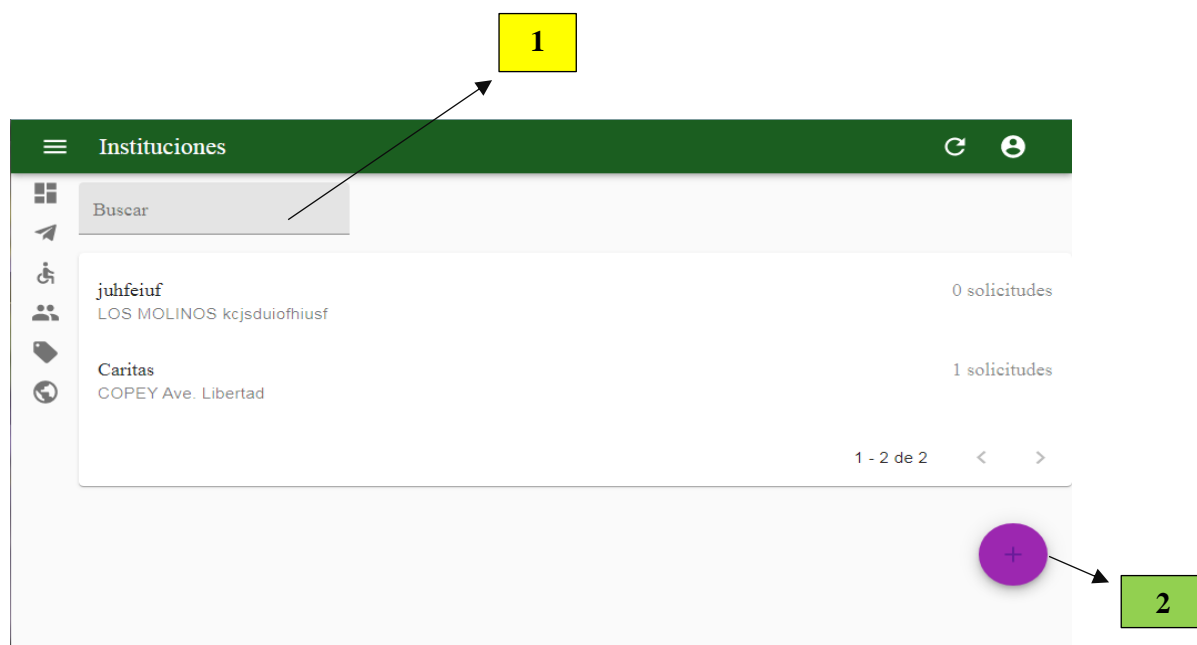 1
Instituciones
Buscar
juhfeiuf
0 solicitudes
LOS MOLINOS kcjsduiofhiusf
Caritas
1 solicitudes
COPEY Ave. Libertad
1 - 2 de 2
2